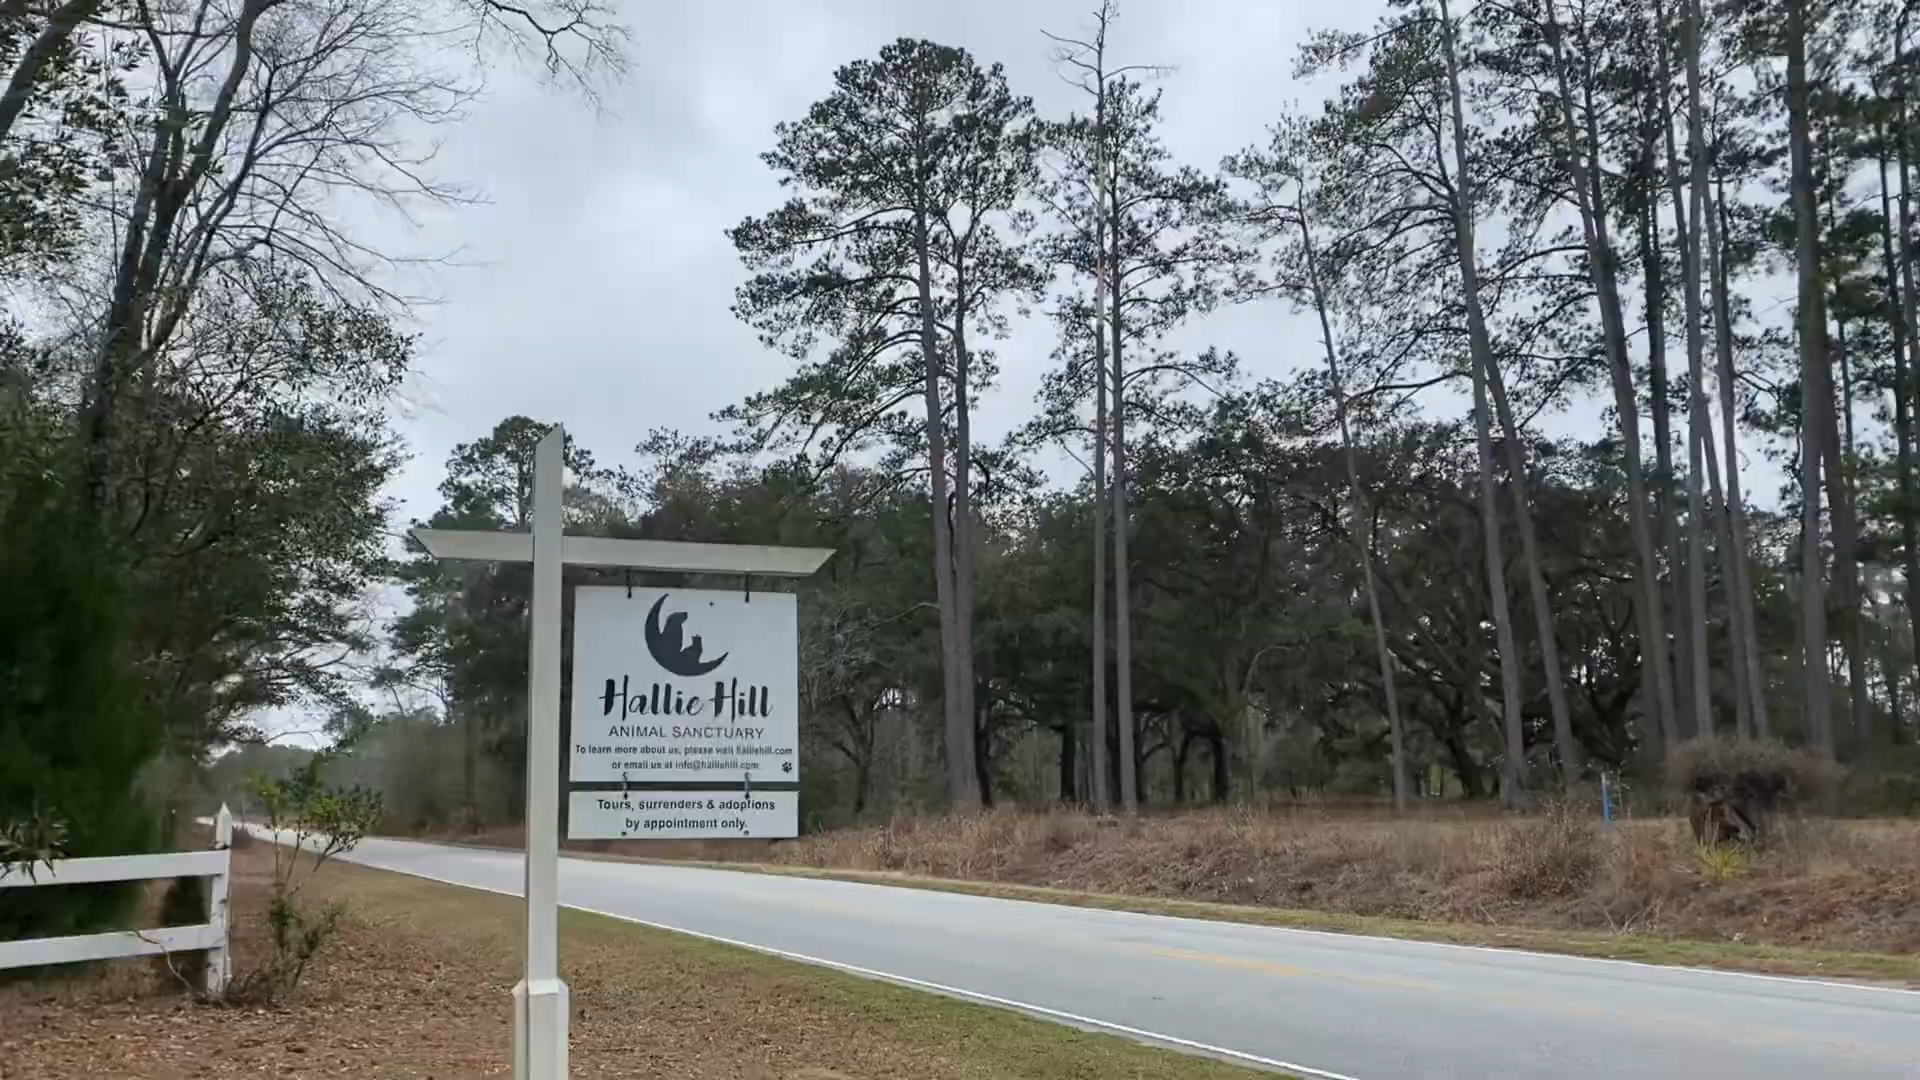 Hallie Hill
ANIMAL SANCTUARY
To learn more about us, please visit halliehill.com
or email us at info@halliehill.com
Tours, surrenders & adoptions
by appointment only.